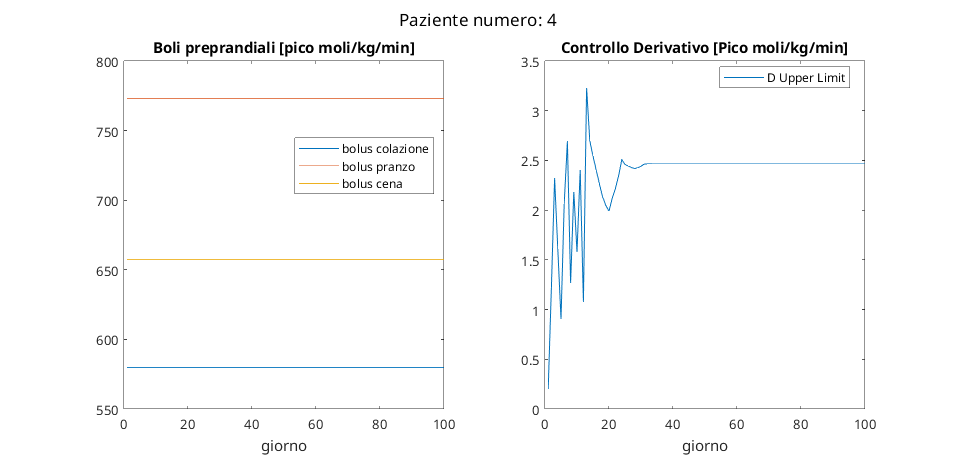 Paziente numero: 4
Boli preprandiali [pico moli/kg/min]
800
750
700
650
600
550
0 20 40 60 80 100
giorno
bolus colazione
bolus pranzo
bolus cena
Controllo Derivativo [Pico moli/kg/min]
3.5
3
2.5
2
1.5
1
0.5
0
0 20 40 60 80 100
giorno
D Upper Limit